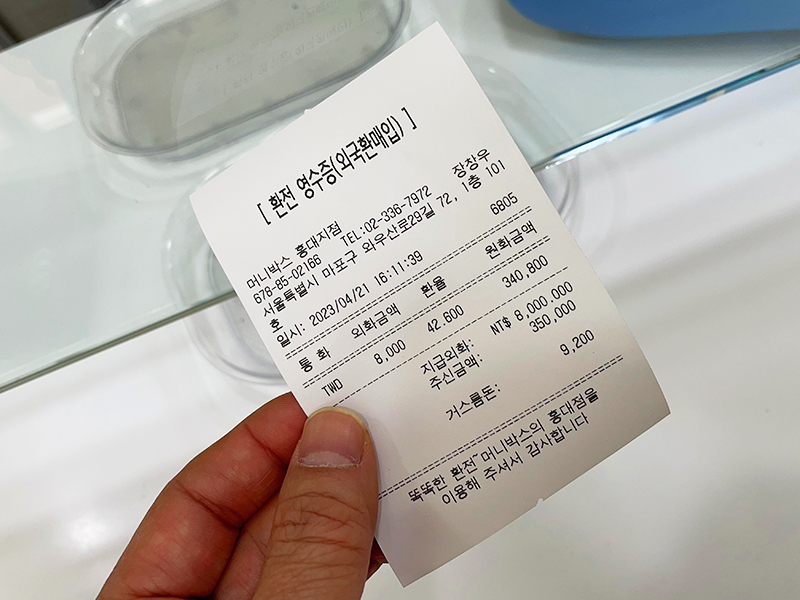 [ 환전 영수증(외국환매입) ]
머니박스 홍대지점 장창우
678-85-02166 TEL:02-336-7972
서울특별시 마포구 와우산로29길 72, 1층 101
호
일시: 2023/04/21 16:11:39 6805
통 화 외화금액 환율 원화금액
TWD 8,000 42.600 340,800
지급외화: NT$ 8,000.000
주신금액: 350,000
거스름돈: 9,200
똑똑한 환전~머니박스의 홍대점을
이용해 주셔서 감사합니다